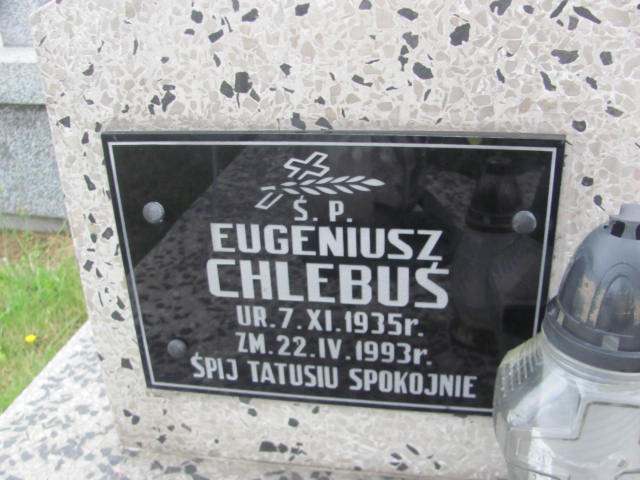 Ś. P.
EUGENIUSZ
CHLEBUŚ
UR.7.XI.1935r.
ZM.22.IV.1993r.
ŚPIJ TATUSIU SPOKOJNIE